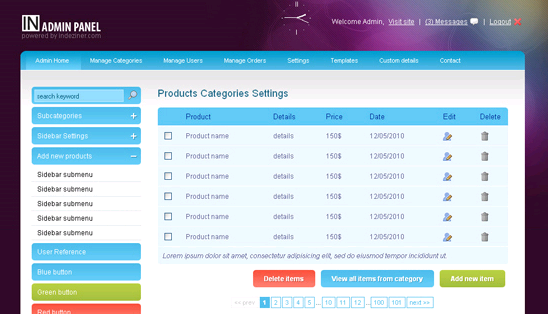 IN ADMIN PANEL
powered by indeziner.com
II
Welcome Admin, Visit site | (3) Messages | Logout
Admin Home Manage Categories Manage Users Manage Orders Settings Templates Custom details Contact
search keyword
Subcategories
Sidebar Settings
Add new products
Sidebar submenu
Sidebar submenu
Sidebar submenu
Sidebar submenu
Sidebar submenu
User Reference
Blue button
Green button
Red button
Products Categories Settings
Product Details Price Date Edit Delete
Product name details 150$ 12/05/2010
Product name details 150$ 12/05/2010
Product name details 150$ 12/05/2010
Product name details 150$ 12/05/2010
Product name details 150$ 12/05/2010
Product name details 150$ 12/05/2010
Lorem ipsum dolor sit amet, consectetur adipisicing elit, sed do eiusmod tempor incididunt ut.
Delete items View all items from category Add new item
<< prev 1 2 3 4 5 ... 10 11 12 ... 100 101 next >>